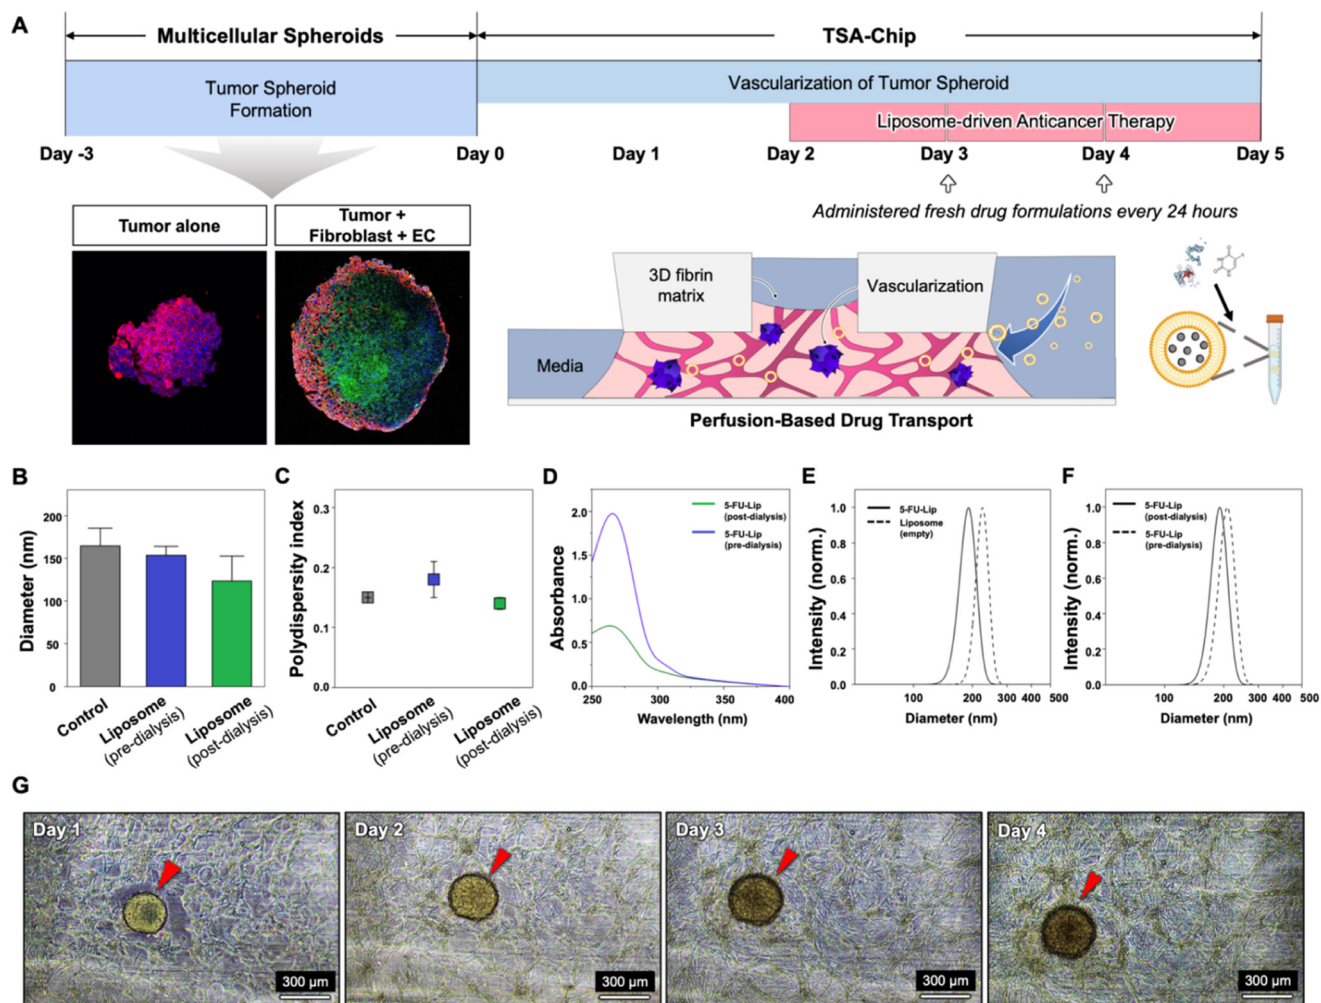 A
Multicellular Spheroids
TSA-Chip
Tumor Spheroid
Formation
Vascularization of Tumor Spheroid
Liposome-driven Anticancer Therapy
Day -3
Day 0
Day 1
Day 2
Day 3
Day 4
Day 5
Administered fresh drug formulations every 24 hours
Tumor alone
Tumor +
Fibroblast + EC
3D fibrin
matrix
Vascularization
Media
Perfusion-Based Drug Transport
B
Diameter (nm)
200
150
100
50
0
Control
Liposome
(pre-dialysis)
Liposome
(post-dialysis)
C
Polydispersity index
0.3
0.2
0.1
0.0
Control
Liposome
(pre-dialysis)
Liposome
(post-dialysis)
D
Absorbance
2.0
1.5
1.0
0.5
0.0
250
300
350
400
Wavelength (nm)
5-FU-Lip
(post-dialysis)
5-FU-Lip
(pre-dialysis)
E
Intensity (norm.)
1.0
0.8
0.6
0.4
0.2
0.0
100
200
300
400
500
Diameter (nm)
5-FU-Lip
Liposome
(empty)
F
Intensity (norm.)
1.0
0.8
0.6
0.4
0.2
0.0
100
200
300
400
500
Diameter (nm)
5-FU-Lip
(post-dialysis)
5-FU-Lip
(pre-dialysis)
G
Day 1
300 µm
Day 2
300 µm
Day 3
300 µm
Day 4
300 µm